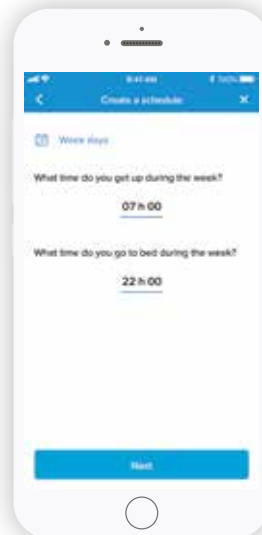 9:41 AM 100%
Create a schedule
Week days
What time do you get up during the week?
07 h 00
What time do you go to bed during the week?
22 h 00
Next